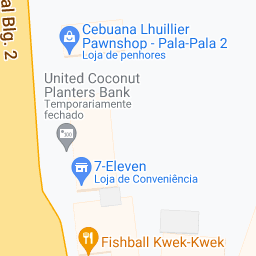 al Blg. 2
Cebuana Lhuillier
Pawnshop - Pala-Pala 2
Loja de penhores
United Coconut
Planters Bank
Temporariamente
fechado
7-Eleven
Loja de Conveniência
Fishball Kwek-Kwek